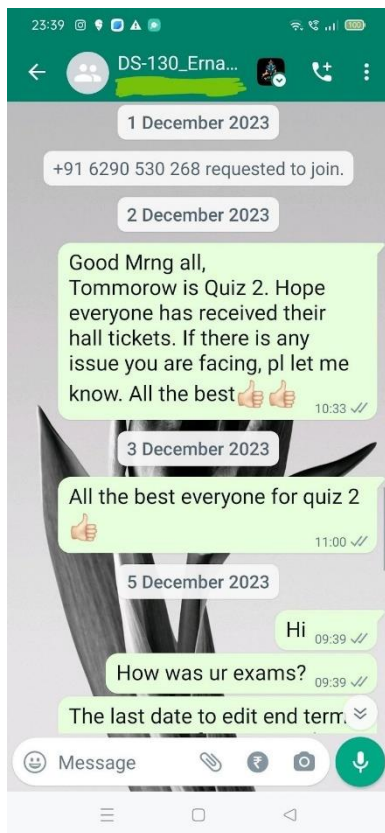 23:39
100
DS-130_Erna...
1 December 2023
+91 6290 530 268 requested to join.
2 December 2023
Good Mrng all,
Tommorow is Quiz 2. Hope
everyone has received their
hall tickets. If there is any
issue you are facing, pl let me
know. All the best👍🏻👍🏻
10:33
3 December 2023
All the best everyone for quiz 2
👍🏻
11:00
5 December 2023
Hi
09:39
How was ur exams?
09:39
The last date to edit end term
Message